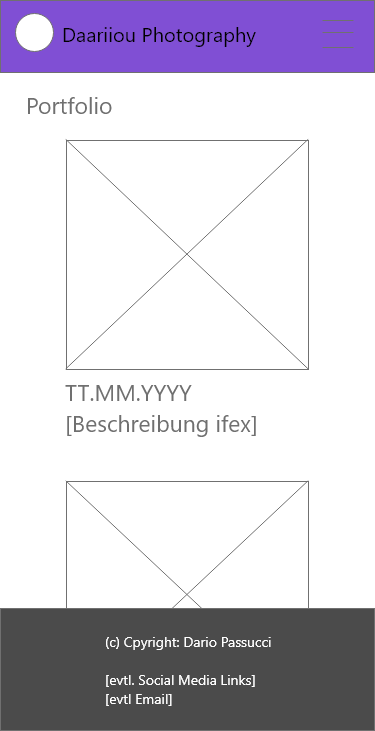 Daariiou Photography
Portfolio
TT.MM.YYYY
[Beschreibung ifex]
(c) Cpyright: Dario Passucci
[evtl. Social Media Links]
[evtl Email]